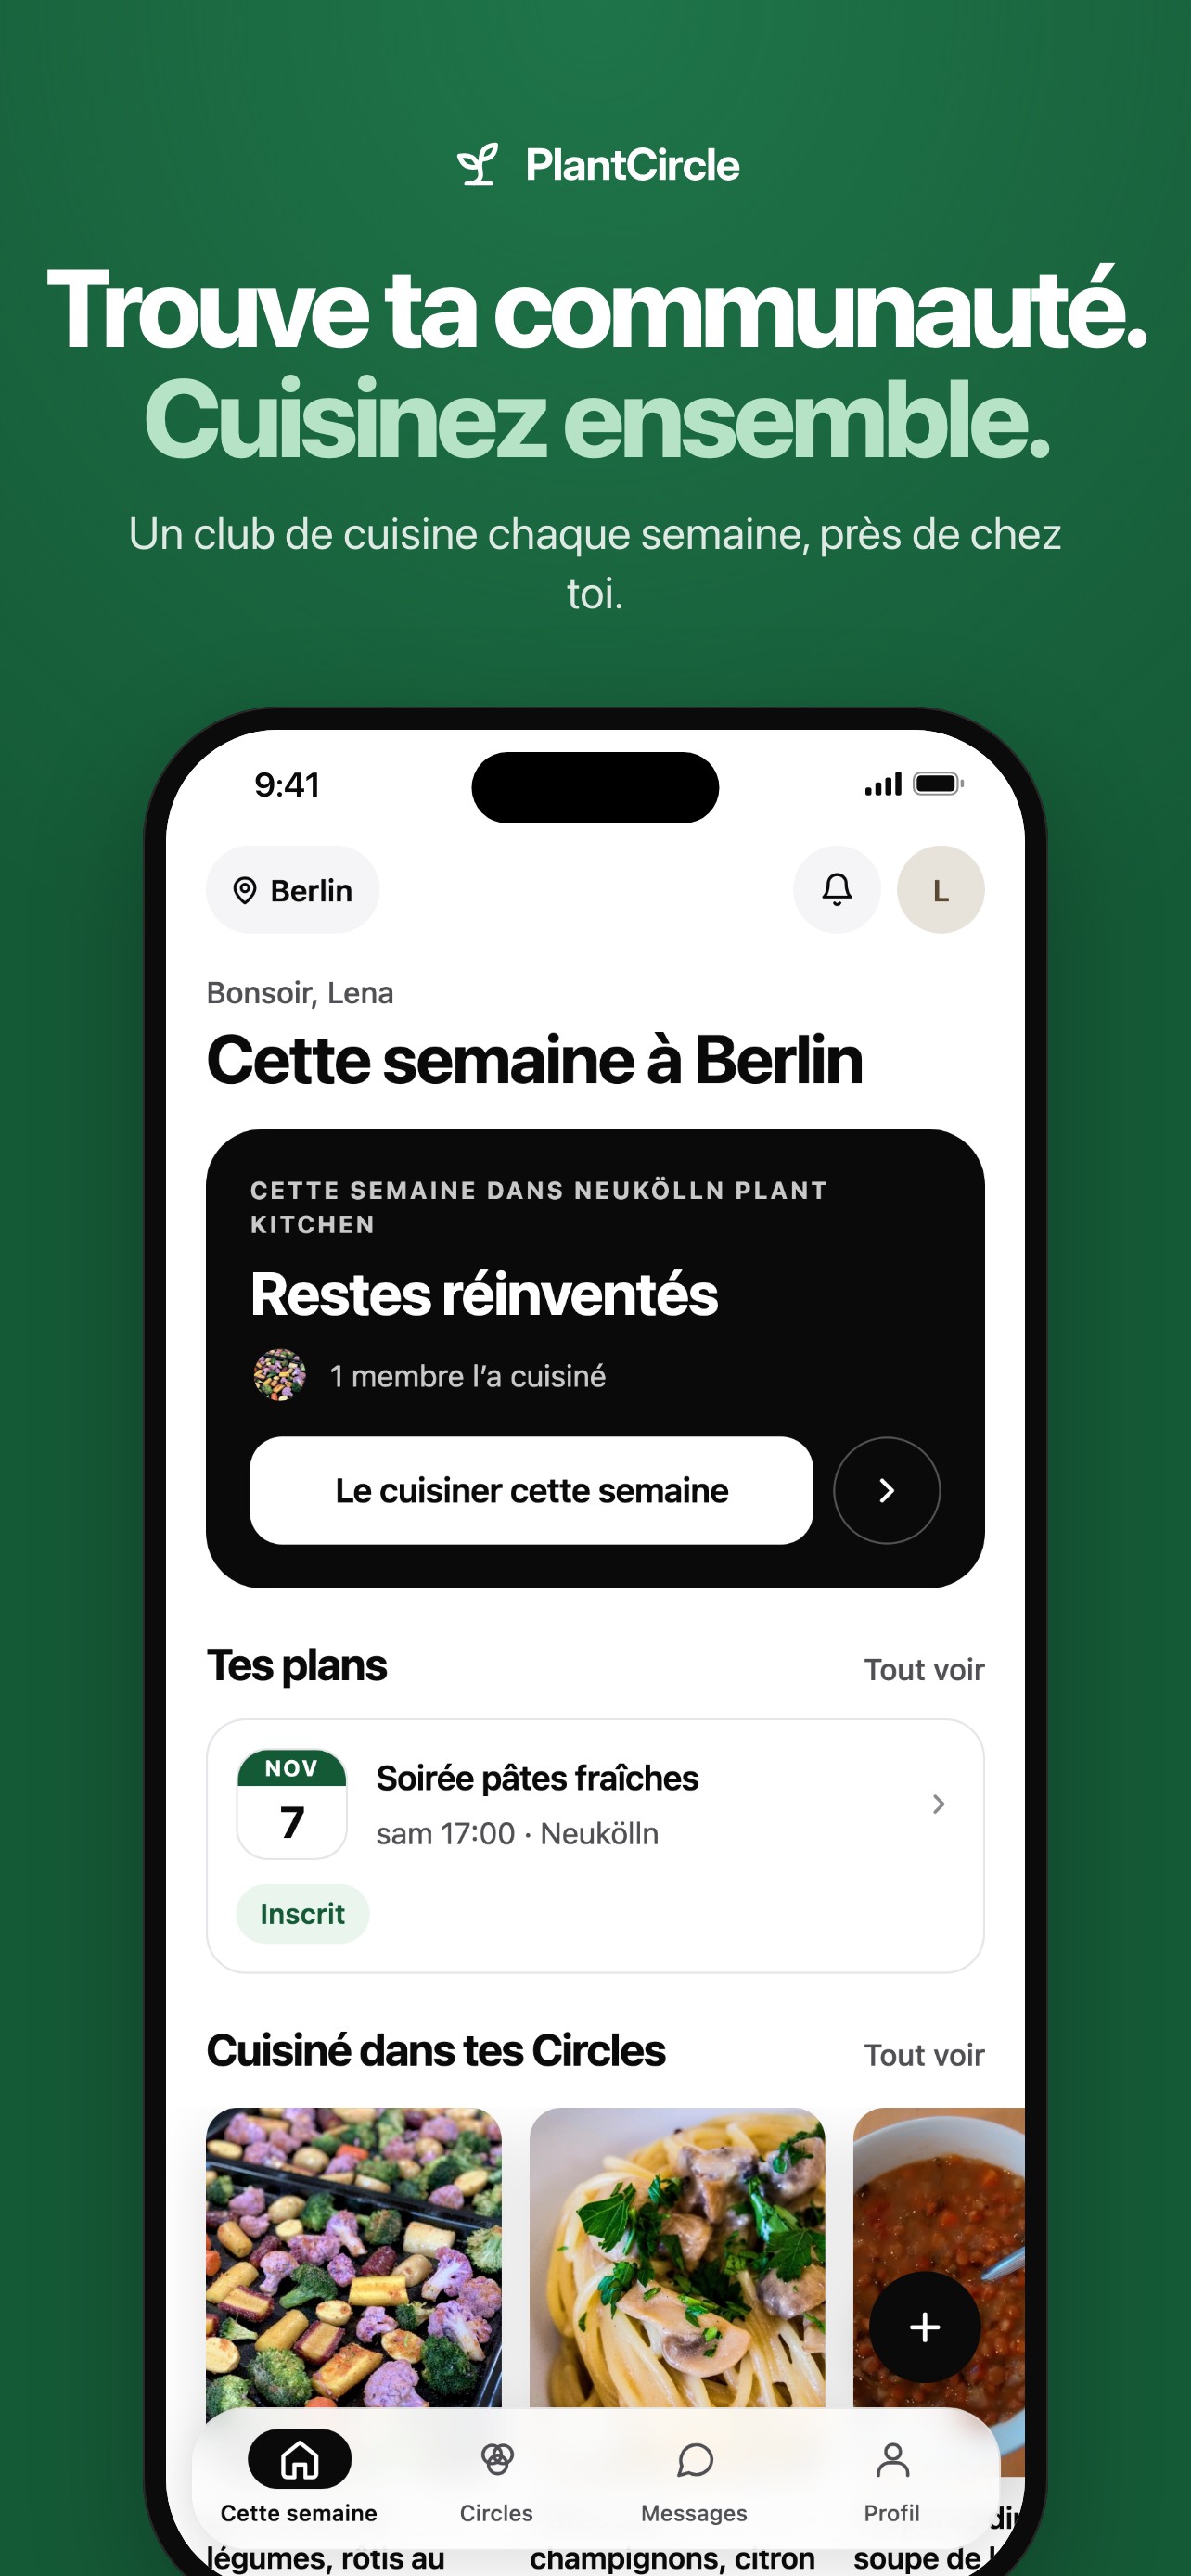 PlantCircle
Trouve ta communauté.
Cuisinez ensemble.
Un club de cuisine chaque semaine, près de chez
toi.
9:41
Berlin
L
Bonsoir, Lena
Cette semaine à Berlin
CETTE SEMAINE DANS NEUKÖLLN PLANT
KITCHEN
Restes réinventés
1 membre l’a cuisiné
Le cuisiner cette semaine
Tes plans
Tout voir
NOV
7
Soirée pâtes fraîches
sam 17:00 · Neukölln
Inscrit
Cuisiné dans tes Circles
Tout voir
Cette semaine
Circles
Messages
Profil
légumes, rôtis au
champignons, citron
soupe de